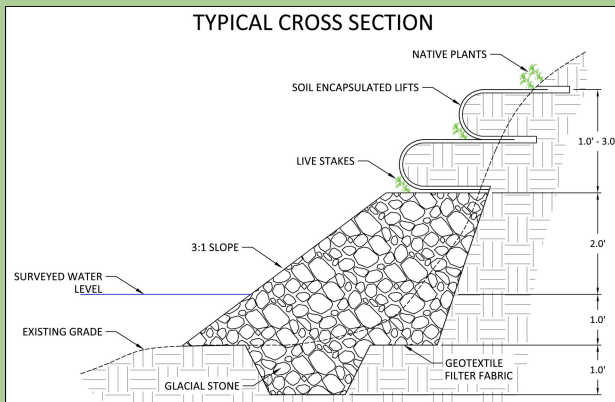 TYPICAL CROSS SECTION
NATIVE PLANTS
SOIL ENCAPSULATED LIFTS
1.0' - 3.0'
LIVE STAKES
3:1 SLOPE
2.0'
SURVEYED WATER
LEVEL
1.0'
EXISTING GRADE
GEOTEXTILE
FILTER FABRIC
GLACIAL STONE
1.0'